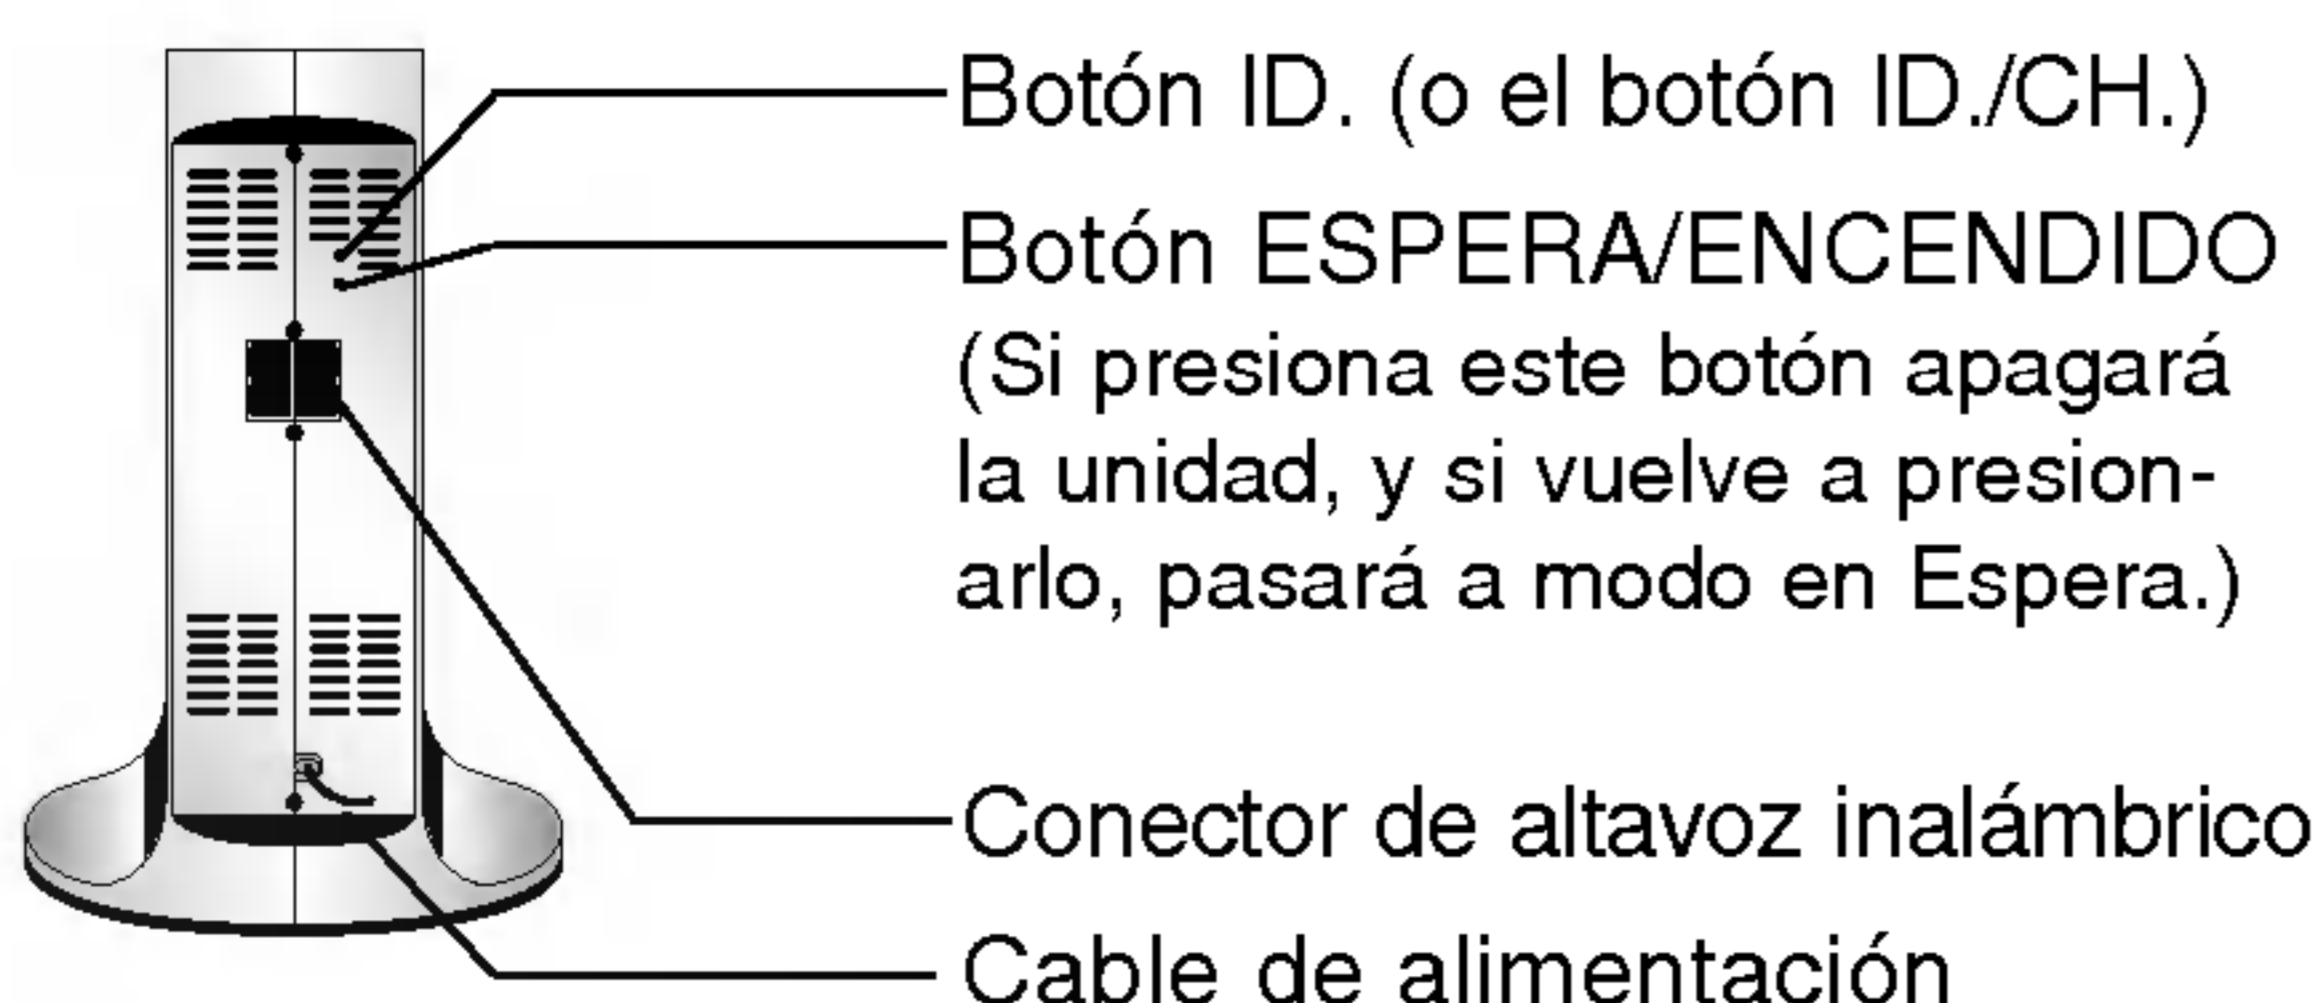 Botón ID. (o el botón ID./CH.)
Botón ESPERA/ENCENDIDO
(Si presiona este botón apagará
la unidad, y si vuelve a presion-
arlo, pasará a modo en Espera.)
Conector de altavoz inalámbrico
Cable de alimentación